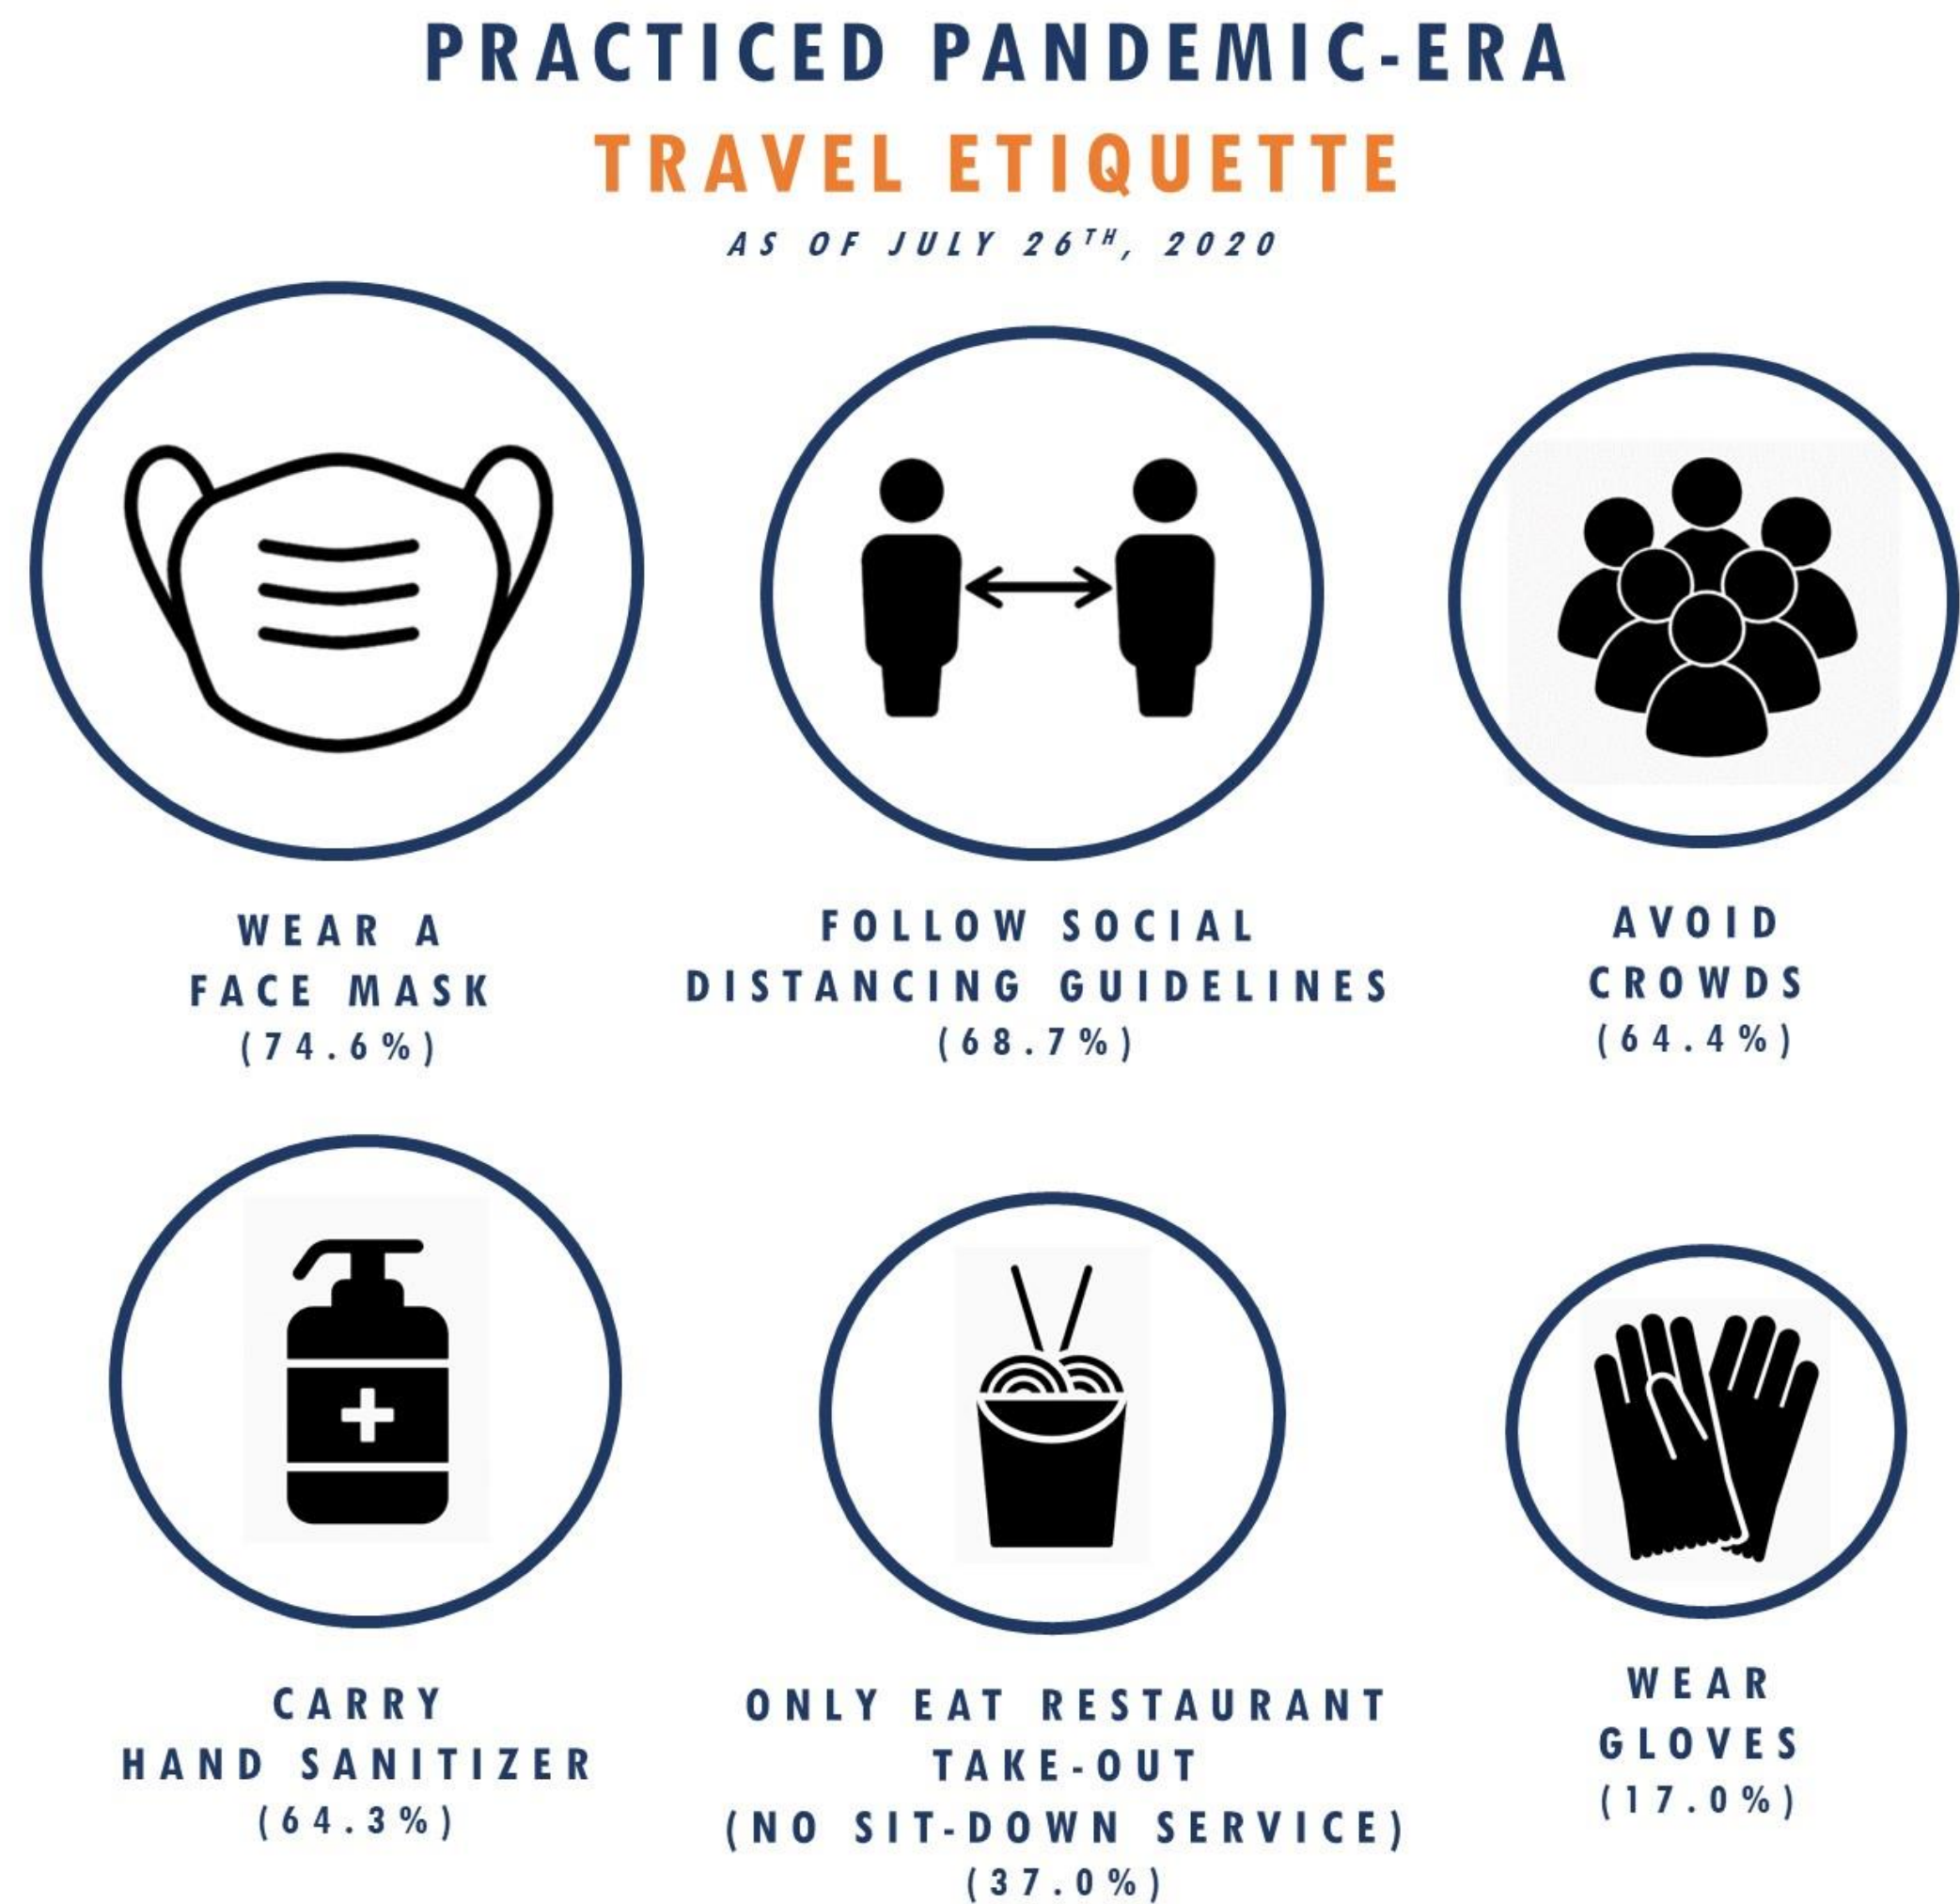 PRACTICED PANDEMIC-ERA
TRAVEL ETIQUETTE
AS OF JULY 26TH, 2020
WEAR A
FACE MASK
(74.6%)
FOLLOW SOCIAL
DISTANCING GUIDELINES
(68.7%)
AVOID
CROWDS
(64.4%)
CARRY
HAND SANITIZER
(64.3%)
ONLY EAT RESTAURANT
TAKE-OUT
(NO SIT-DOWN SERVICE)
(37.0%)
WEAR
GLOVES
(17.0%)